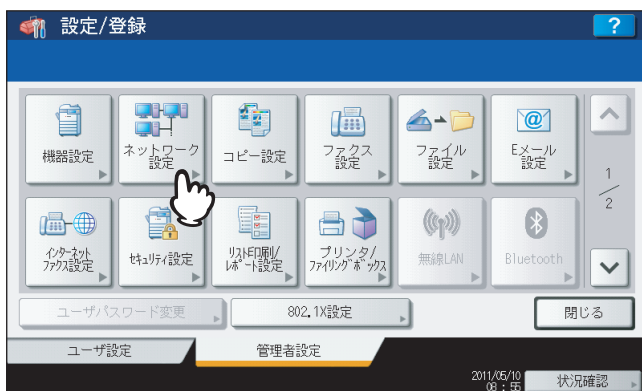 設定/登録
?
機器設定
ネットワーク
設定
コピー設定
ファクス
設定
ファイル
設定
@
Eメール
設定
1
/
2
インターネット
ファクス設定
セキュリティ設定
リスト印刷/
レポート設定
プリンタ/
ファイリングボックス
無線LAN
Bluetooth
ユーザパスワード変更
802.1X設定
閉じる
ユーザ設定
管理者設定
2011/05/10
08：55
状況確認